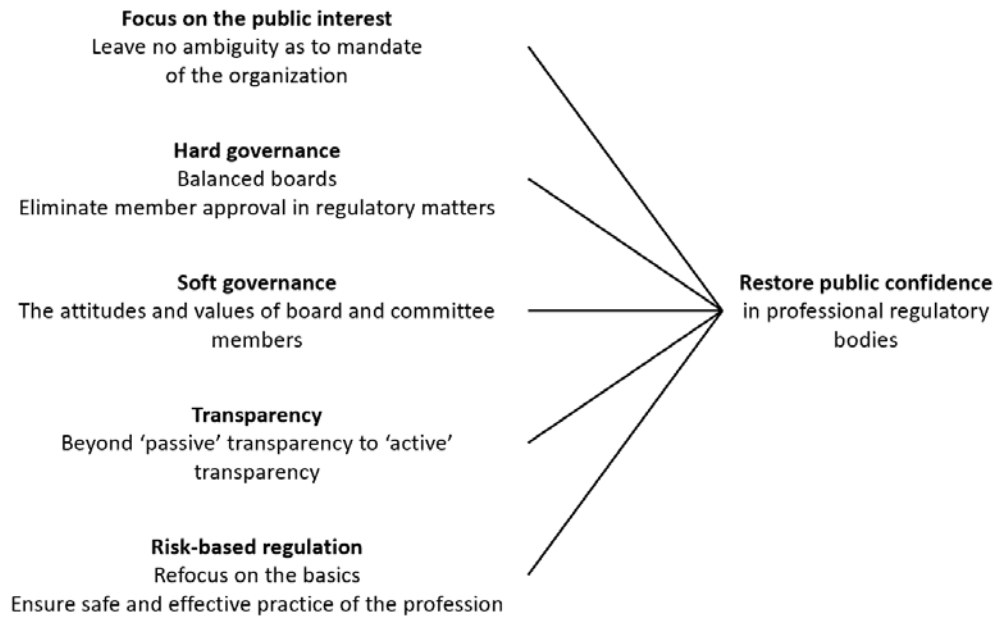 Focus on the public interest
Leave no ambiguity as to mandate
of the organization
Hard governance
Balanced boards
Eliminate member approval in regulatory matters
Soft governance
The attitudes and values of board and committee
members
Transparency
Beyond ‘passive’ transparency to ‘active’
transparency
Risk-based regulation
Refocus on the basics
Ensure safe and effective practice of the profession
Restore public confidence
in professional regulatory
bodies